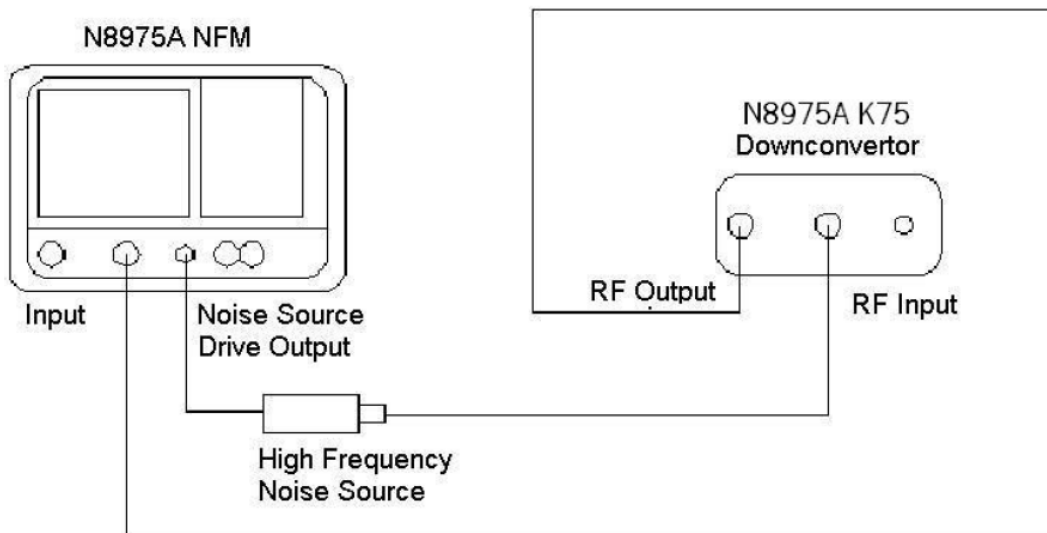 N8975A NFM
N8975A K75
Downconvertor
Input
Noise Source
Drive Output
RF Output
RF Input
High Frequency
Noise Source